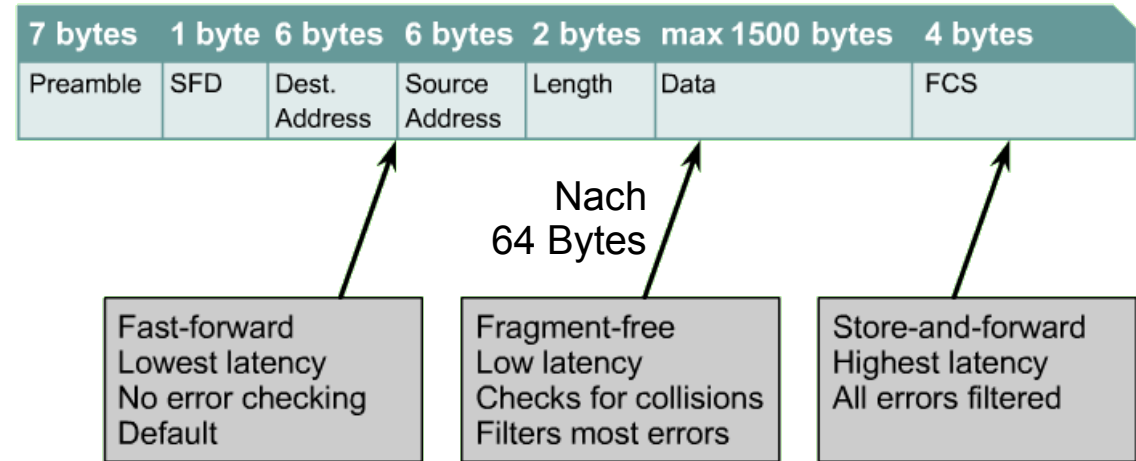 7 bytes 1 byte 6 bytes 6 bytes 2 bytes max 1500 bytes 4 bytes
Preamble SFD Dest. Source Length Data FCS
Address Address
Nach
64 Bytes
Fast-forward
Lowest latency
No error checking
Default
Fragment-free
Low latency
Checks for collisions
Filters most errors
Store-and-forward
Highest latency
All errors filtered